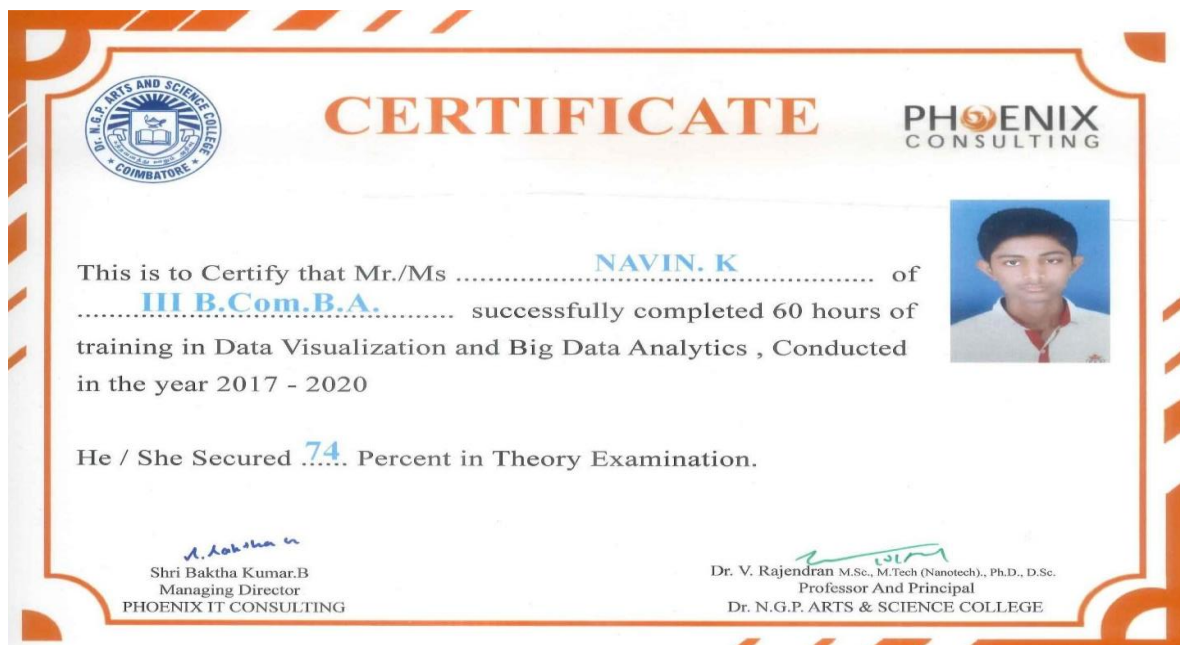 Dr. N.G.P. ARTS AND SCIENCE COLLEGE
* COIMBATORE *
CERTIFICATE
PHOENIX
CONSULTING
This is to Certify that Mr./Ms ............NAVIN. K............ of
............III B.Com.B.A............ successfully completed 60 hours of
training in Data Visualization and Big Data Analytics , Conducted
in the year 2017 - 2020
He / She Secured ..74.. Percent in Theory Examination.
Shri Baktha Kumar.B
Managing Director
PHOENIX IT CONSULTING
Dr. V. Rajendran M.Sc., M.Tech (Nanotech)., Ph.D., D.Sc.
Professor And Principal
Dr. N.G.P. ARTS & SCIENCE COLLEGE